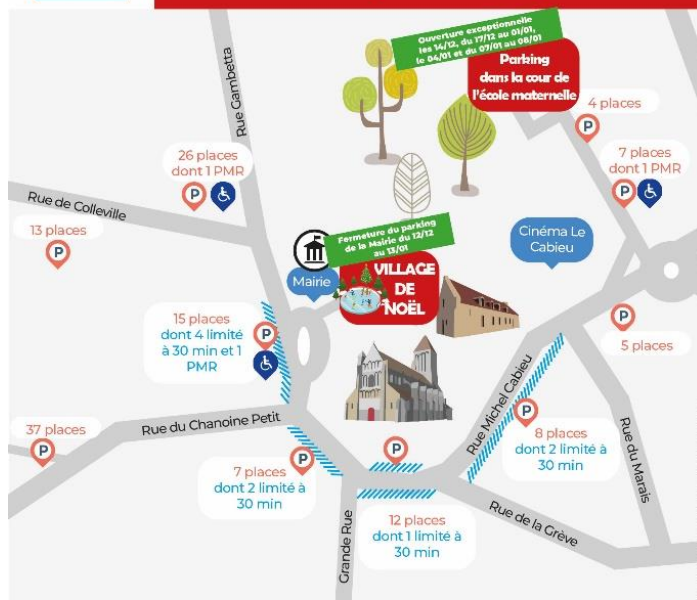 Ouverture exceptionnelle
les 14/12, du 17/12 au 01/01,
le 04/01 et du 07/01 au 08/01
Parking
dans la cour de
l'école maternelle
4 places
P
Rue Gambetta
26 places
dont 1 PMR
P
7 places
dont 1 PMR
P
Rue de Colleville
13 places
P
Fermeture du parking
de la Mairie du 12/12
au 13/01
Cinéma Le
Cabieu
Mairie
VILLAGE
DE
NOËL
15 places
dont 4 limité
à 30 min et 1
PMR
P
P
5 places
Rue Michel Cabieu
37 places
P
Rue du Chanoine Petit
P
8 places
dont 2 limité à
30 min
Rue du Marais
7 places
dont 2 limité à
30 min
P
P
12 places
dont 1 limité à
30 min
Grande Rue
Rue de la Grève